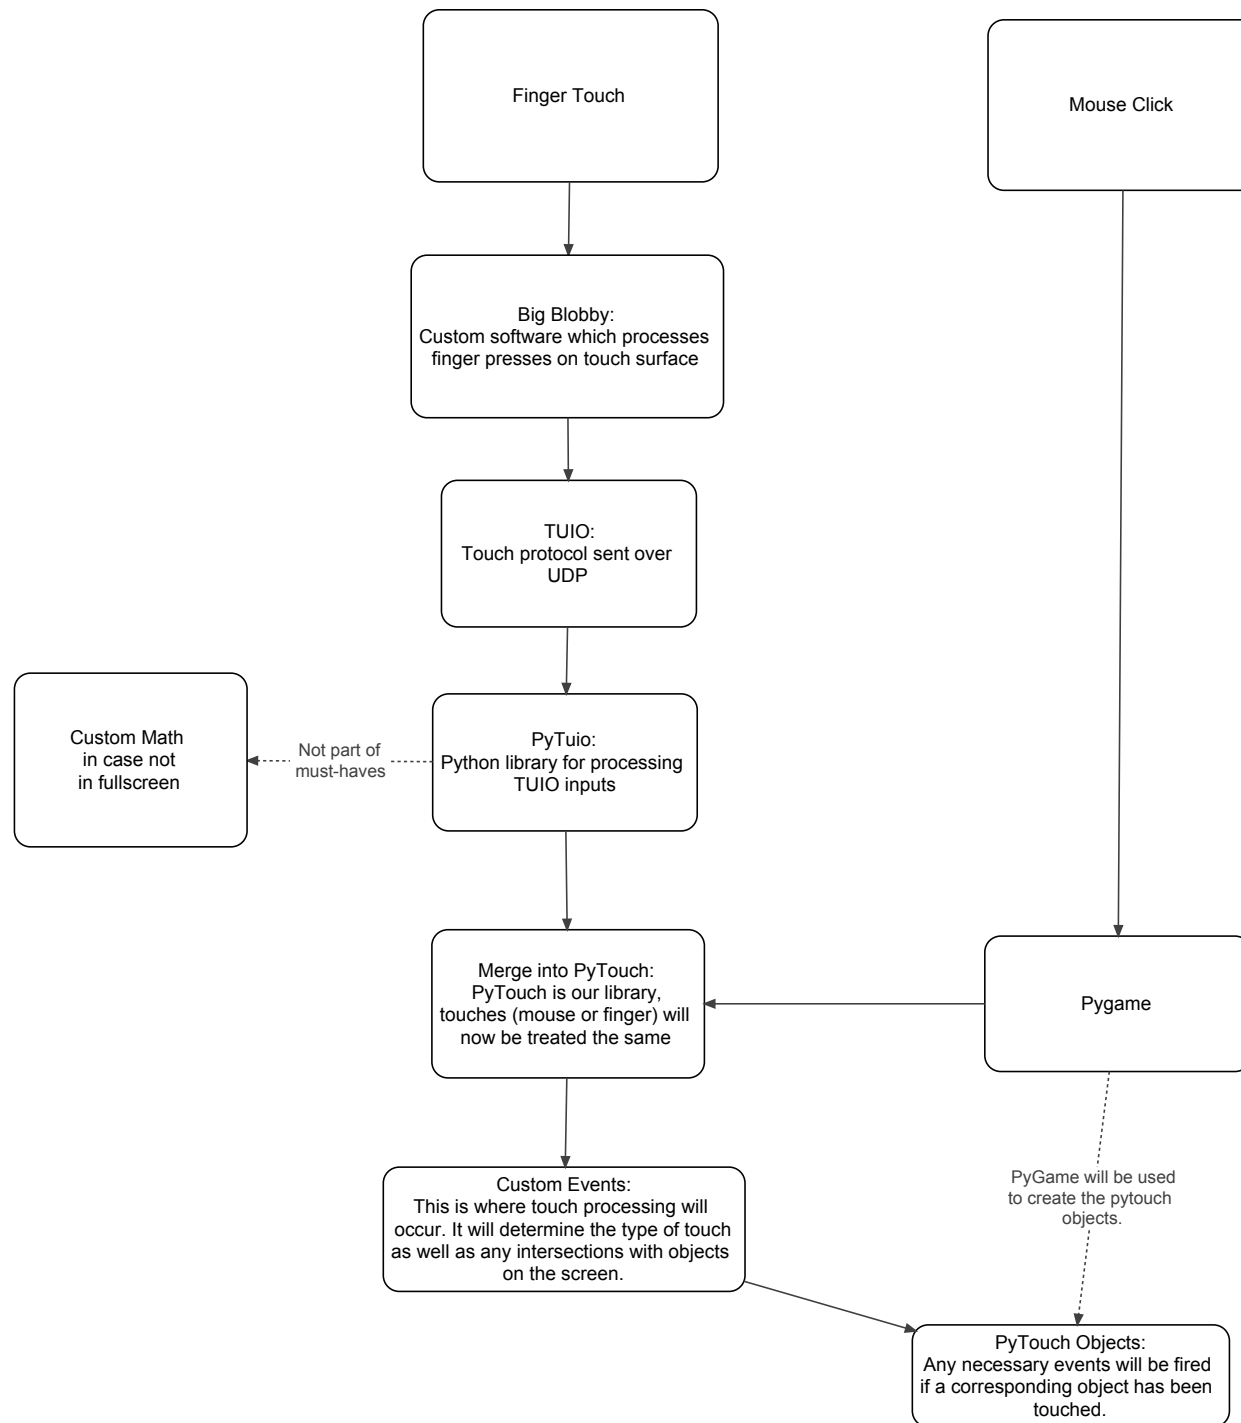 Finger Touch
Mouse Click
Big Blobby:
Custom software which processes
finger presses on touch surface
TUIO:
Touch protocol sent over
UDP
Custom Math
in case not
in fullscreen
Not part of
must-haves
PyTuio:
Python library for processing
TUIO inputs
Merge into PyTouch:
PyTouch is our library,
touches (mouse or finger) will
now be treated the same
Pygame
Custom Events:
This is where touch processing will
occur. It will determine the type of touch
as well as any intersections with objects
on the screen.
PyGame will be used
to create the pytouch
objects.
PyTouch Objects:
Any necessary events will be fired
if a corresponding object has been
touched.